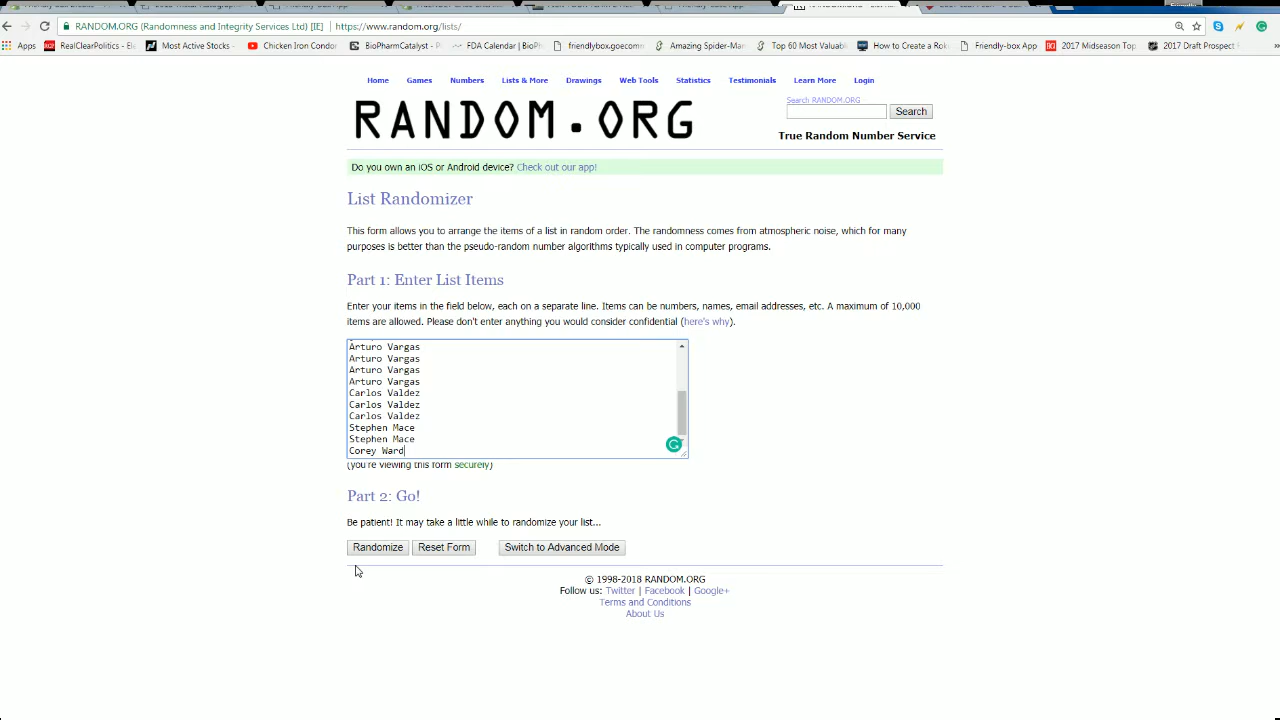 RANDOM.ORG (Randomness and Integrity Services Ltd) [IE] https://www.random.org/lists/
Apps RealClearPolitics - Ele Most Active Stocks - Chicken Iron Condor BioPharmCatalyst - P FDA Calendar | BioPh friendlybox.goecomm Amazing Spider-Man Top 60 Most Valuabl How to Create a Rok Friendly-box App 2017 Midseason Top 2017 Draft Prospect
Home Games Numbers Lists & More Drawings Web Tools Statistics Testimonials Learn More Login
RANDOM.ORG
Search RANDOM.ORG
Search
True Random Number Service
Do you own an iOS or Android device? Check out our app!
List Randomizer
This form allows you to arrange the items of a list in random order. The randomness comes from atmospheric noise, which for many
purposes is better than the pseudo-random number algorithms typically used in computer programs.
Part 1: Enter List Items
Enter your items in the field below, each on a separate line. Items can be numbers, names, email addresses, etc. A maximum of 10,000
items are allowed. Please don't enter anything you would consider confidential (here's why).
Arturo Vargas
Arturo Vargas
Arturo Vargas
Arturo Vargas
Carlos Valdez
Carlos Valdez
Carlos Valdez
Stephen Mace
Stephen Mace
Corey Ward
(you're viewing this form securely)
Part 2: Go!
Be patient! It may take a little while to randomize your list...
Randomize Reset Form Switch to Advanced Mode
© 1998-2018 RANDOM.ORG
Follow us: Twitter | Facebook | Google+
Terms and Conditions
About Us